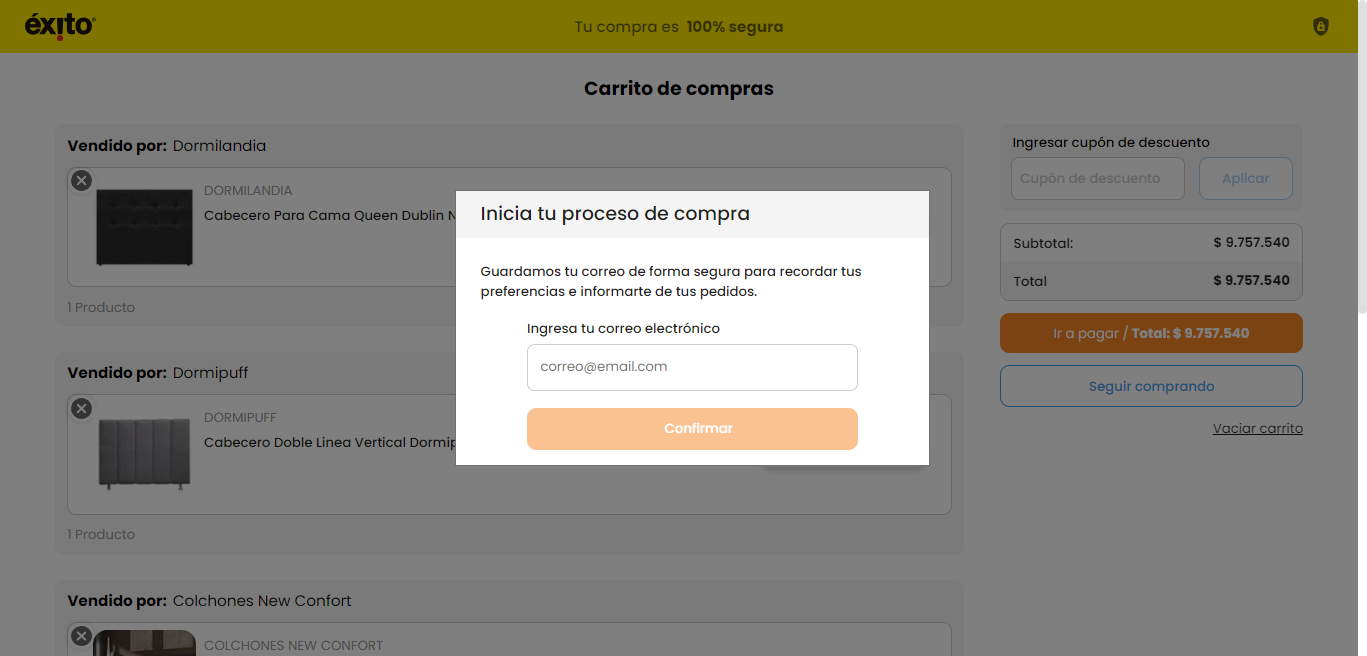 éxito
Tu compra es 100% segura
Carrito de compras
Vendido por: Dormilandia
DORMILANDIA
Cabecero Para Cama Queen Dublin
1 Producto
Vendido por: Dormipuff
DORMIPUFF
Cabecero Doble Linea Vertical
1 Producto
Vendido por: Colchones New Confort
COLCHONES NEW CONFORT
Inicia tu proceso de compra
Guardamos tu correo de forma segura para recordar tus
preferencias e informarte de tus pedidos.
Ingresa tu correo electrónico
correo@email.com
Confirmar
Ingresar cupón de descuento
Cupón de descuento
Aplicar
Subtotal: $ 9.757.540
Total $ 9.757.540
Ir a pagar / Total: $ 9.757.540
Seguir comprando
Vaciar carrito